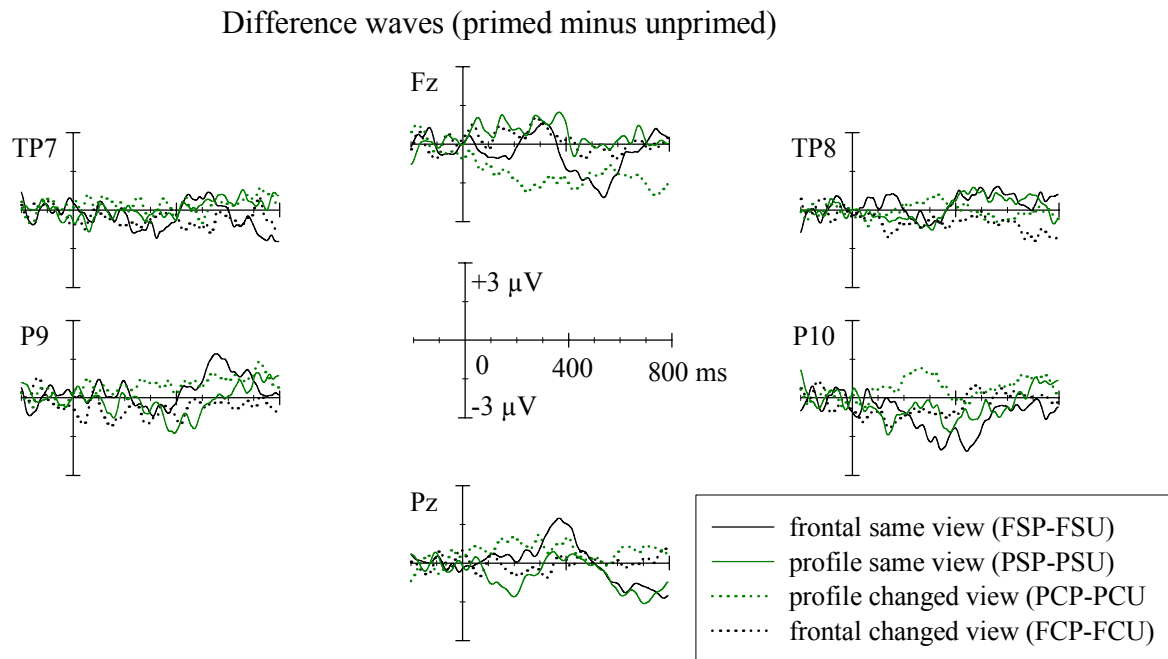 Difference waves (primed minus unprimed)
Fz
TP7
TP8
+3 µV
P9
P10
0
400
800 ms
-3 µV
Pz
frontal same view (FSP-FSU)
profile same view (PSP-PSU)
profile changed view (PCP-PCU
frontal changed view (FCP-FCU)